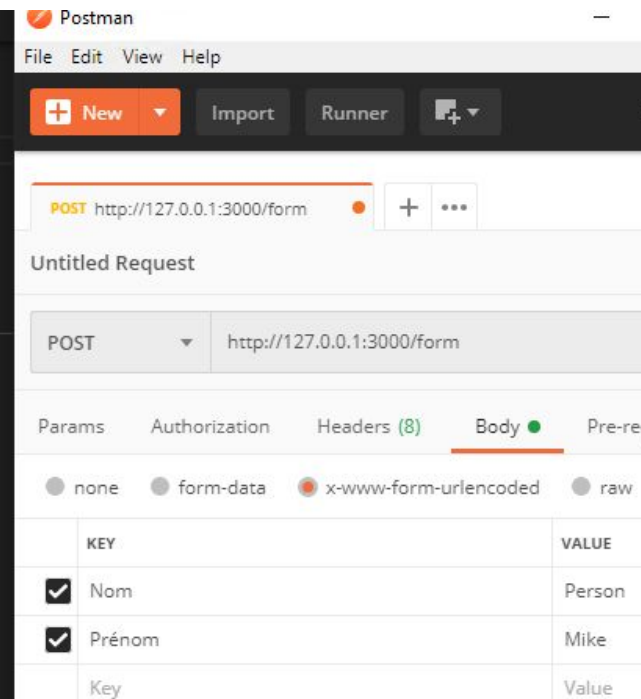 Postman
File Edit View Help
New Import Runner
POST http://127.0.0.1:3000/form
Untitled Request
POST http://127.0.0.1:3000/form
Params Authorization Headers (8) Body Pre-re
none form-data x-www-form-urlencoded raw
KEY VALUE
Nom Person
Prénom Mike
Key Value